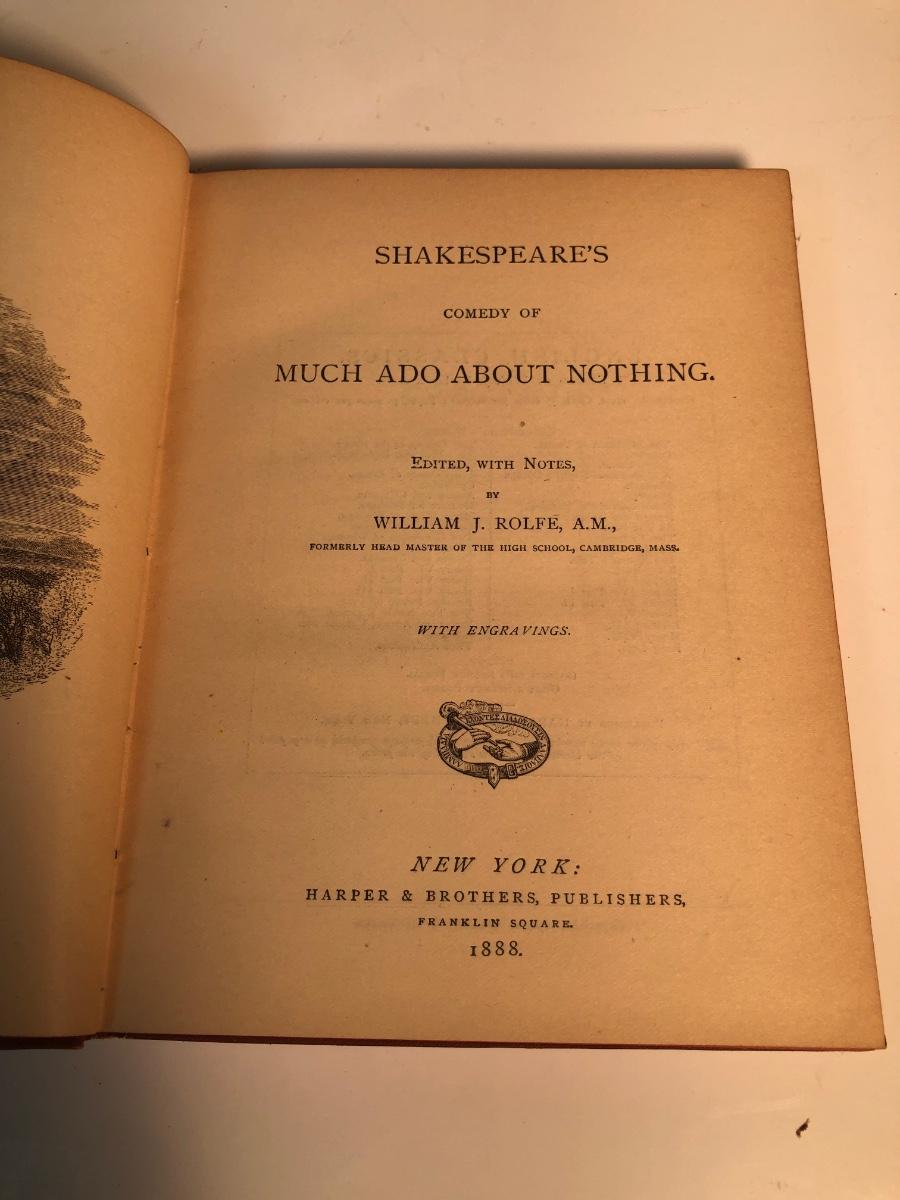 SHAKESPEARE'S
COMEDY OF
MUCH ADO ABOUT NOTHING.
EDITED, WITH NOTES,
BY
WILLIAM J. ROLFE, A.M.,
FORMERLY HEAD MASTER OF THE HIGH SCHOOL, CAMBRIDGE, MASS.
WITH ENGRAVINGS.
NEW YORK:
HARPER & BROTHERS, PUBLISHERS,
FRANKLIN SQUARE.
1888.